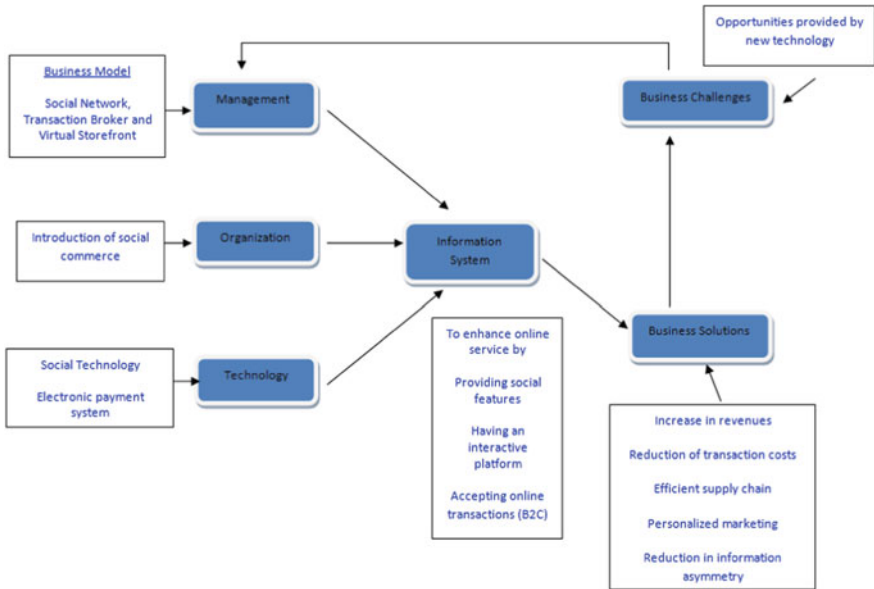 Opportunities provided by
new technology
Business Model
Social Network,
Transaction Broker and
Virtual Storefront
Management
Business Challenges
Introduction of social
commerce
Organization
Information
System
Social Technology
Electronic payment
system
Technology
To enhance online
service by
Providing social
features
Having an
interactive
platform
Accepting online
transactions (B2C)
Business Solutions
Increase in revenues
Reduction of transaction costs
Efficient supply chain
Personalized marketing
Reduction in information
asymmetry